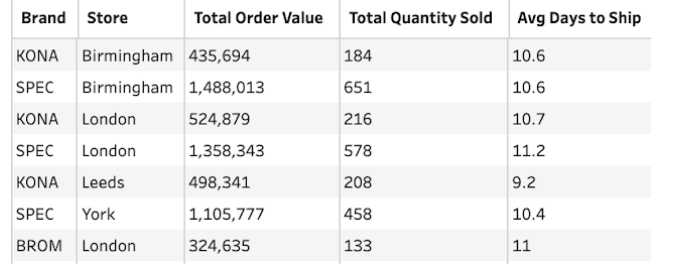 Brand Store Total Order Value Total Quantity Sold Avg Days to Ship
KONA Birmingham 435,694 184 10.6
SPEC Birmingham 1,488,013 651 10.6
KONA London 524,879 216 10.7
SPEC London 1,358,343 578 11.2
KONA Leeds 498,341 208 9.2
SPEC York 1,105,777 458 10.4
BROM London 324,635 133 11